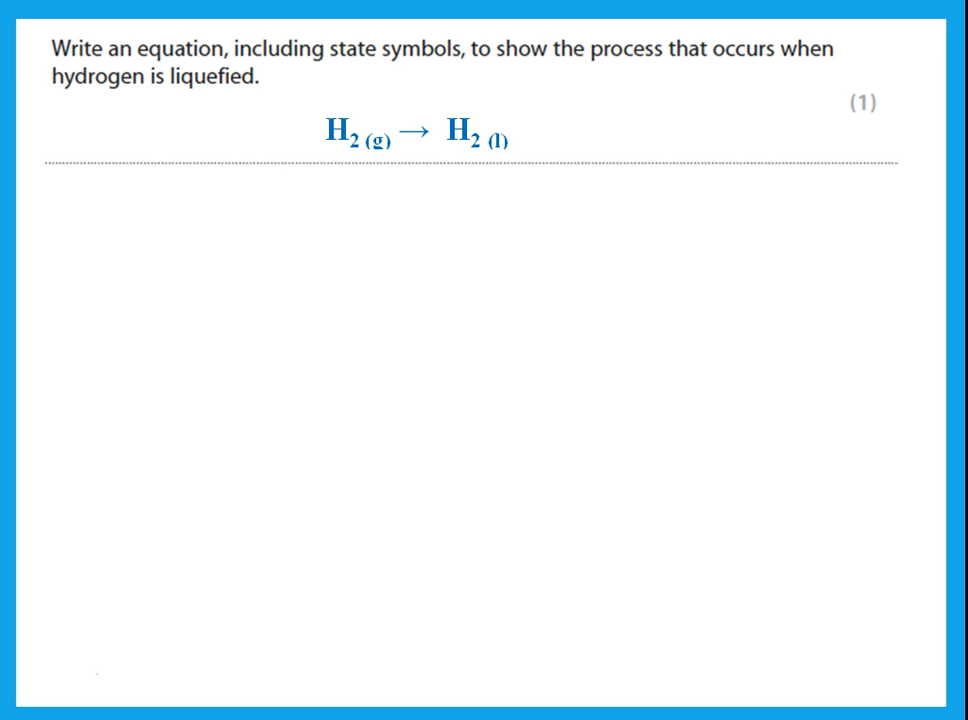 Write an equation, including state symbols, to show the process that occurs when
hydrogen is liquefied.
(1)
H₂ (g) → H₂ (l)